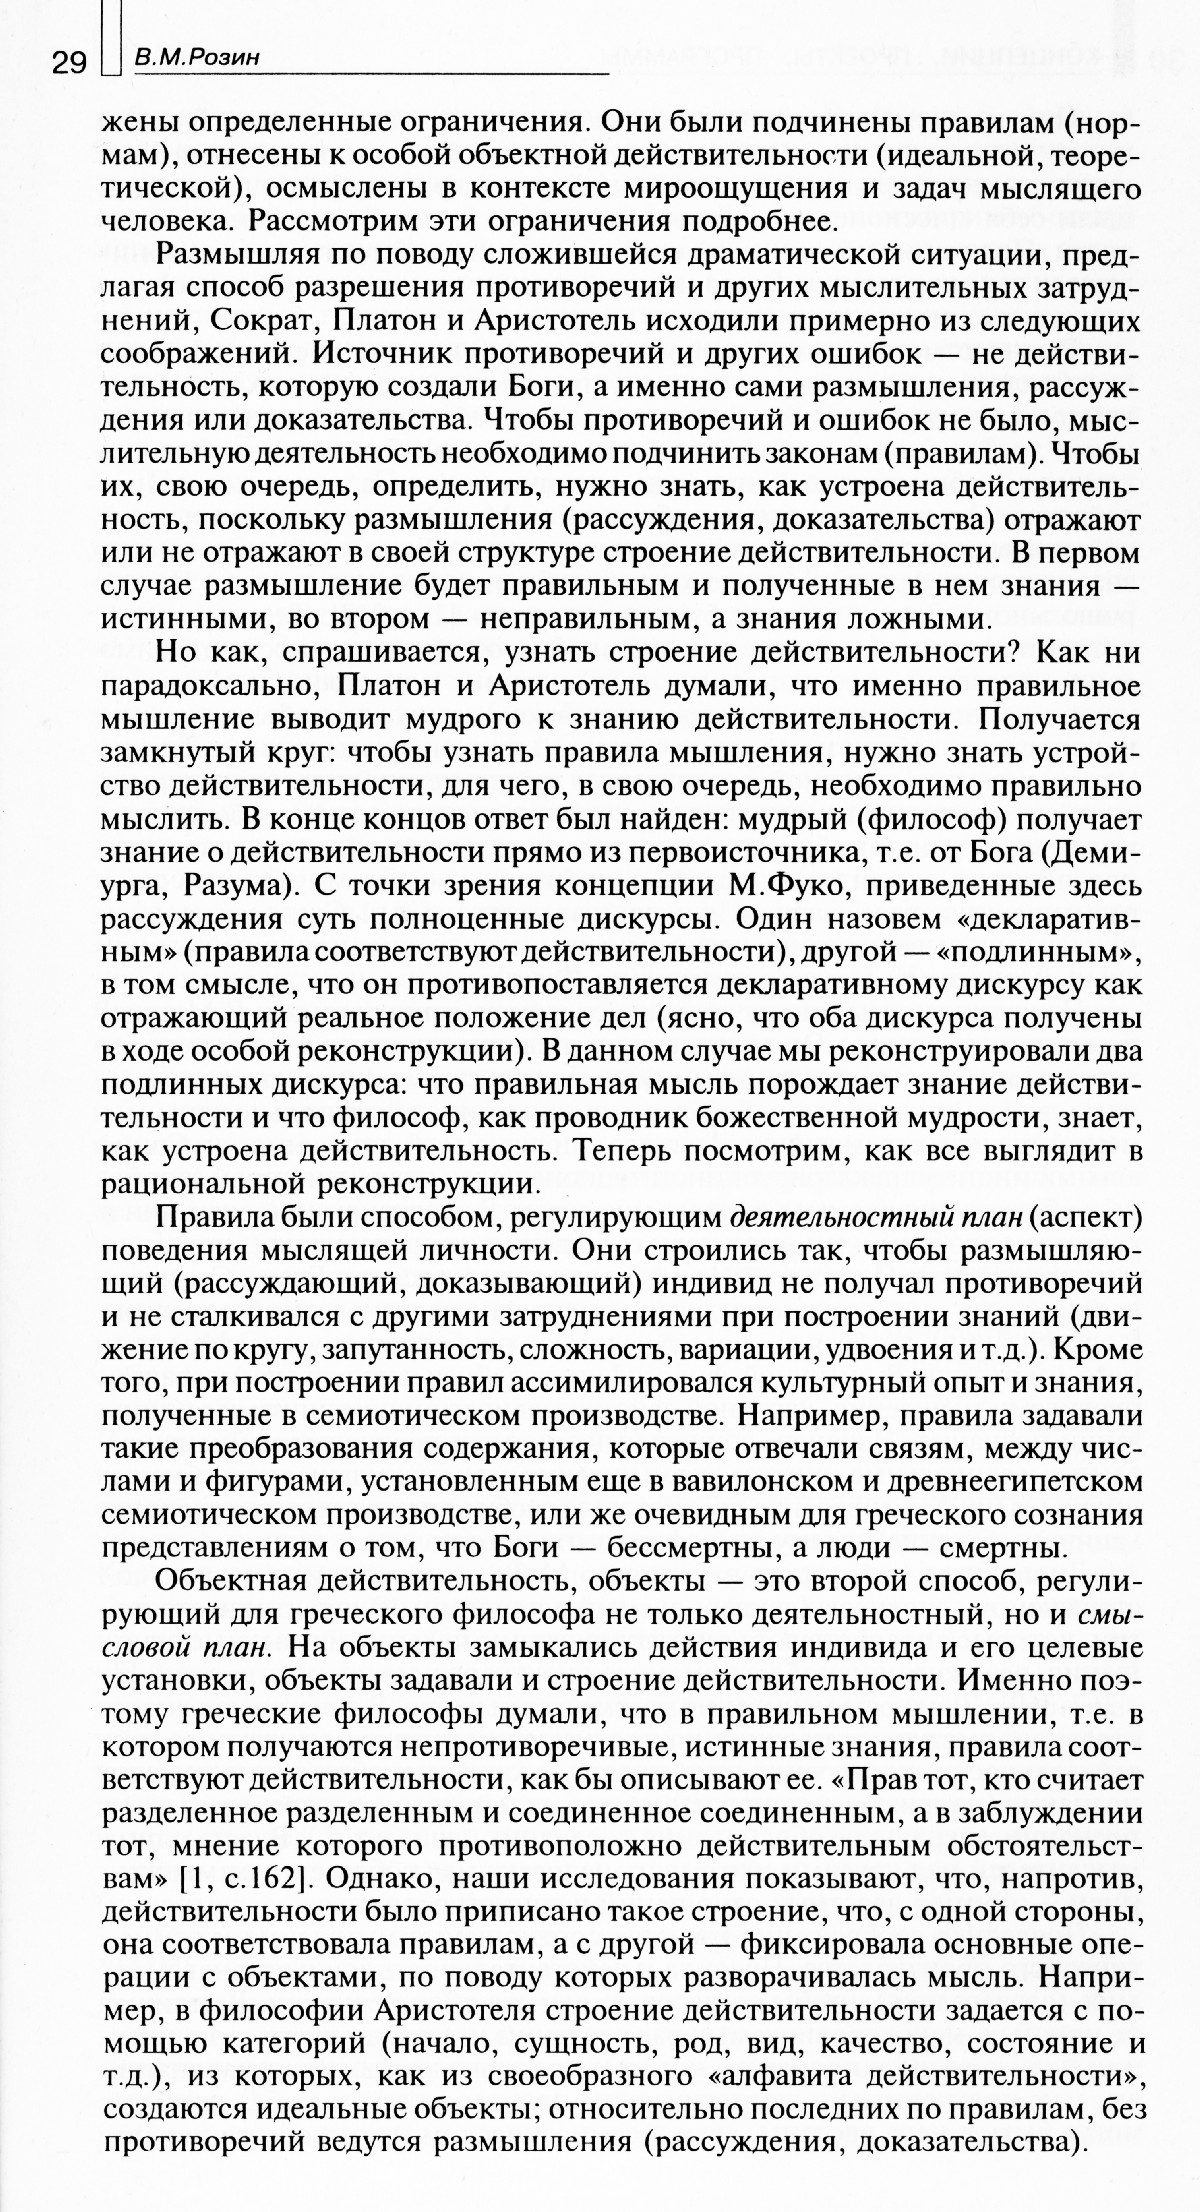 29
В.М.Розин
жены определенные ограничения. Они были подчинены правилам (нор-
мам), отнесены к особой объектной действительности (идеальной, теоре-
тической), осмыслены в контексте мироощущения и задач мыслящего
человека. Рассмотрим эти ограничения подробнее.
Размышляя по поводу сложившейся драматической ситуации, пред-
лагая способ разрешения противоречий и других мыслительных затруд-
нений, Сократ, Платон и Аристотель исходили примерно из следующих
соображений. Источник противоречий и других ошибок — не действи-
тельность, которую создали Боги, а именно сами размышления, рассуж-
дения или доказательства. Чтобы противоречий и ошибок не было, мыс-
лительную деятельность необходимо подчинить законам (правилам). Чтобы
их, свою очередь, определить, нужно знать, как устроена действитель-
ность, поскольку размышления (рассуждения, доказательства) отражают
или не отражают в своей структуре строение действительности. В первом
случае размышление будет правильным и полученные в нем знания —
истинными, во втором — неправильным, а знания ложными.
Но как, спрашивается, узнать строение действительности? Как ни
парадоксально, Платон и Аристотель думали, что именно правильное
мышление выводит мудрого к знанию действительности. Получается
замкнутый круг: чтобы узнать правила мышления, нужно знать устрой-
ство действительности, для чего, в свою очередь, необходимо правильно
мыслить. В конце концов ответ был найден: мудрый (философ) получает
знание о действительности прямо из первоисточника, т.е. от Бога (Деми-
урга, Разума). С точки зрения концепции М.Фуко, приведенные здесь
рассуждения суть полноценные дискурсы. Один назовем «декларатив-
ным» (правила соответствуют действительности), другой — «подлинным»,
в том смысле, что он противопоставляется декларативному дискурсу как
отражающий реальное положение дел (ясно, что оба дискурса получены
в ходе особой реконструкции). В данном случае мы реконструировали два
подлинных дискурса: что правильная мысль порождает знание действи-
тельности и что философ, как проводник божественной мудрости, знает,
как устроена действительность. Теперь посмотрим, как все выглядит в
рациональной реконструкции.
Правила были способом, регулирующим деятельностный план (аспект)
поведения мыслящей личности. Они строились так, чтобы размышляю-
щий (рассуждающий, доказывающий) индивид не получал противоречий
и не сталкивался с другими затруднениями при построении знаний (дви-
жение по кругу, запутанность, сложность, вариации, удвоения и т.д.). Кроме
того, при построении правил ассимилировался культурный опыт и знания,
полученные в семиотическом производстве. Например, правила задавали
такие преобразования содержания, которые отвечали связям, между чис-
лами и фигурами, установленным еще в вавилонском и древнеегипетском
семиотическом производстве, или же очевидным для греческого сознания
представлениям о том, что Боги — бессмертны, а люди — смертны.
Объектная действительность, объекты — это второй способ, регули-
рующий для греческого философа не только деятельностный, но и смы-
словой план. На объекты замыкались действия индивида и его целевые
установки, объекты задавали и строение действительности. Именно поэ-
тому греческие философы думали, что в правильном мышлении, т.е. в
котором получаются непротиворечивые, истинные знания, правила соот-
ветствуют действительности, как бы описывают ее. «Прав тот, кто считает
разделенное разделенным и соединенное соединенным, а в заблуждении
тот, мнение которого противоположно действительным обстоятельст-
вам» [1, с.162]. Однако, наши исследования показывают, что, напротив,
действительности было приписано такое строение, что, с одной стороны,
она соответствовала правилам, а с другой — фиксировала основные опе-
рации с объектами, по поводу которых разворачивалась мысль. Напри-
мер, в философии Аристотеля строение действительности задается с по-
мощью категорий (начало, сущность, род, вид, качество, состояние и
т.д.), из которых, как из своеобразного «алфавита действительности»,
создаются идеальные объекты; относительно последних по правилам, без
противоречий ведутся размышления (рассуждения, доказательства).